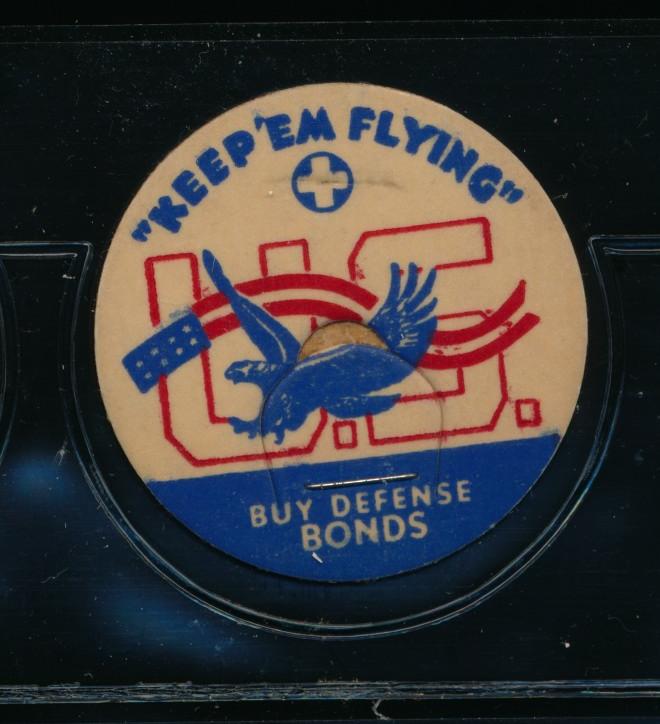 "KEEP 'EM FLYING"
U.S.
BUY DEFENSE
BONDS